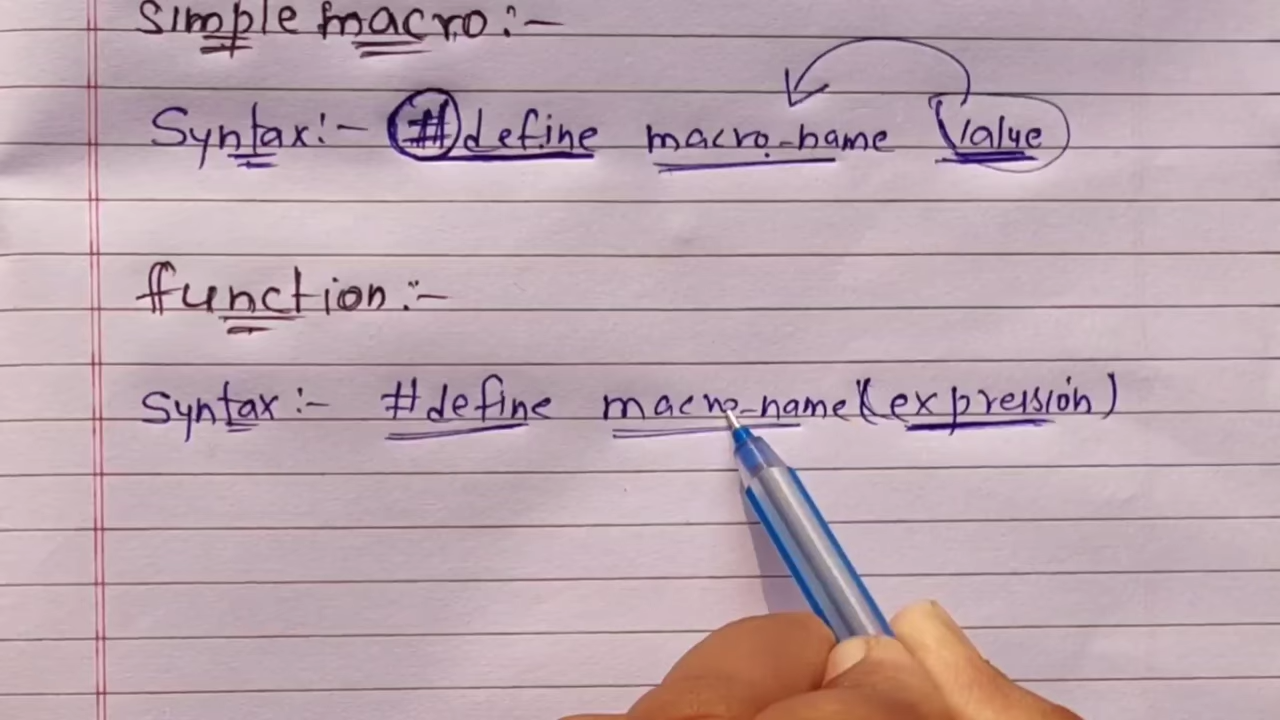 Simple macro:-
Syntax:- #define macro-name value
function:-
Syntax:- #define macro-name(expression)